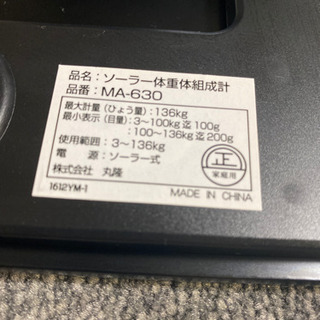 品名：ソーラー体重体組成計
品番：MA-630
最大計量(ひょう量)：136kg
最小表示(目量)：3～100kg迄100g
：100～136kg迄200g
使用範囲：3～136kg
電　源：ソーラー式
株式会社 丸隆
正
家庭用
1612YM-1
MADE IN CHINA